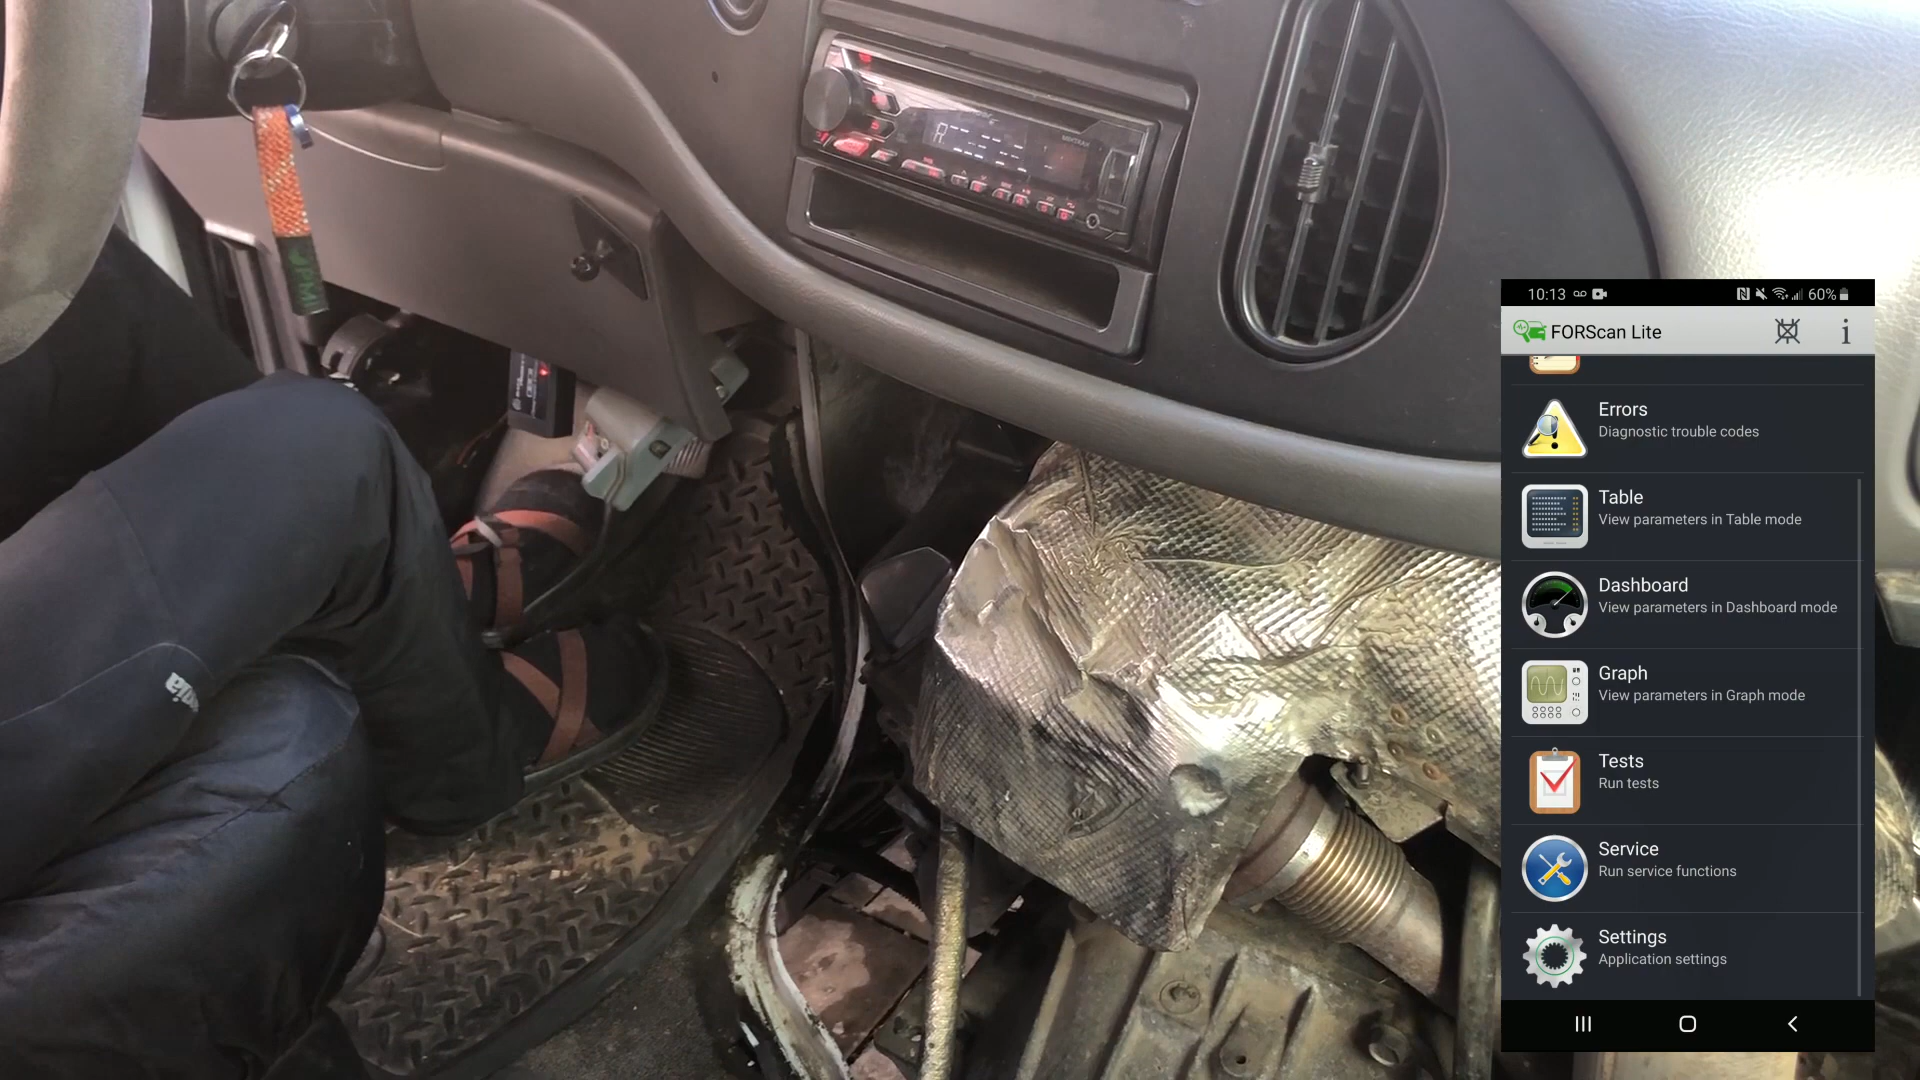 10:13
60%
FORScan Lite
i
Errors
Diagnostic trouble codes
Table
View parameters in Table mode
Dashboard
View parameters in Dashboard mode
Graph
View parameters in Graph mode
Tests
Run tests
Service
Run service functions
Settings
Application settings
MIXTRAX